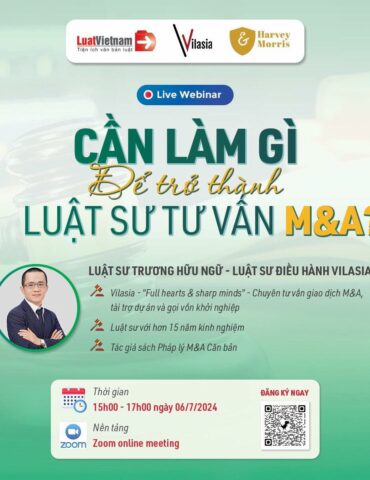 LuatVietnam
Tiện ích văn bản luật
Vilasia
Harvey
&
Morris
Live Webinar
CẦN LÀM GÌ
Để trở thành
LUẬT SƯ TƯ VẤN M&A?
LUẬT SƯ TRƯƠNG HỮU NGỮ - LUẬT SƯ ĐIỀU HÀNH VILASIA
Vilasia - "Full hearts & sharp minds" - Chuyên tư vấn giao dịch M&A,
tài trợ dự án và gọi vốn khởi nghiệp
Luật sư với hơn 15 năm kinh nghiệm
Tác giả sách Pháp lý M&A Căn bản
Thời gian
15h00 - 17h00 ngày 06/7/2024
ĐĂNG KÝ NGAY
Nền tảng
zoom
Zoom online meeting